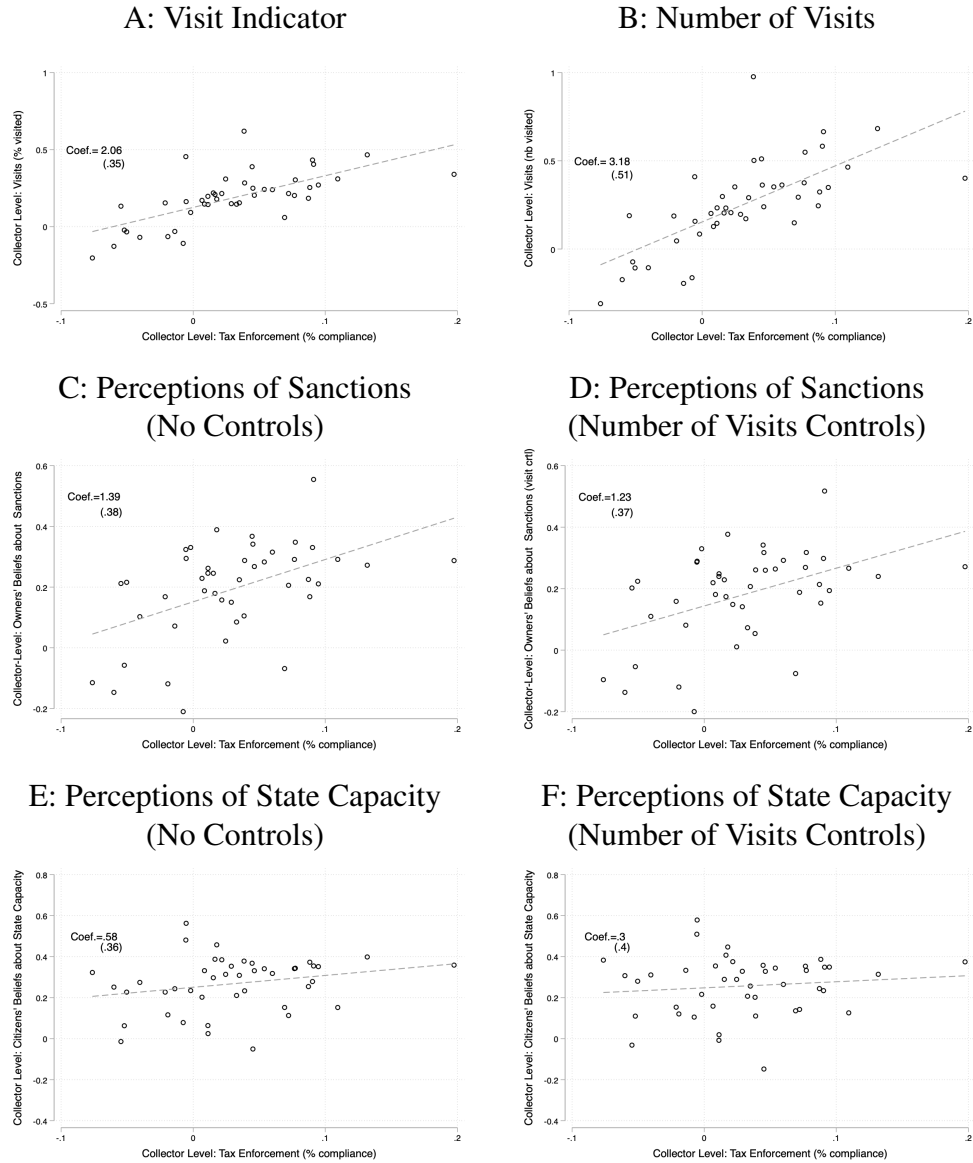 A: Visit Indicator
1
0.5
0
-0.5
Collector Level: Visits (% visited)
Coef.= 2.06
(.35)
-.1
0
.1
.2
Collector Level: Tax Enforcement (% compliance)
B: Number of Visits
1
0.5
0
Collector Level: Visits (nb visited)
Coef.= 3.18
(.51)
-.1
0
.1
.2
Collector Level: Tax Enforcement (% compliance)
C: Perceptions of Sanctions
(No Controls)
0.6
0.4
0.2
0
-0.2
Collector-Level: Owners' Beliefs about Sanctions
Coef.=1.39
(.38)
-.1
0
.1
.2
Collector Level: Tax Enforcement (% compliance)
D: Perceptions of Sanctions
(Number of Visits Controls)
0.6
0.4
0.2
0
-0.2
Collector-Level: Owners' Beliefs about Sanctions (visit crtl)
Coef.=1.23
(.37)
-.1
0
.1
.2
Collector Level: Tax Enforcement (% compliance)
E: Perceptions of State Capacity
(No Controls)
0.8
0.6
0.4
0.2
0
-0.2
-0.4
Collector Level: Citizens' Beliefs about State Capacity
Coef.=.58
(.36)
-.1
0
.1
.2
Collector Level: Tax Enforcement (% compliance)
F: Perceptions of State Capacity
(Number of Visits Controls)
0.8
0.6
0.4
0.2
0
-0.2
-0.4
Collector Level: Citizens' Beliefs about State Capacity
Coef.=.3
(.4)
-.1
0
.1
.2
Collector Level: Tax Enforcement (% compliance)